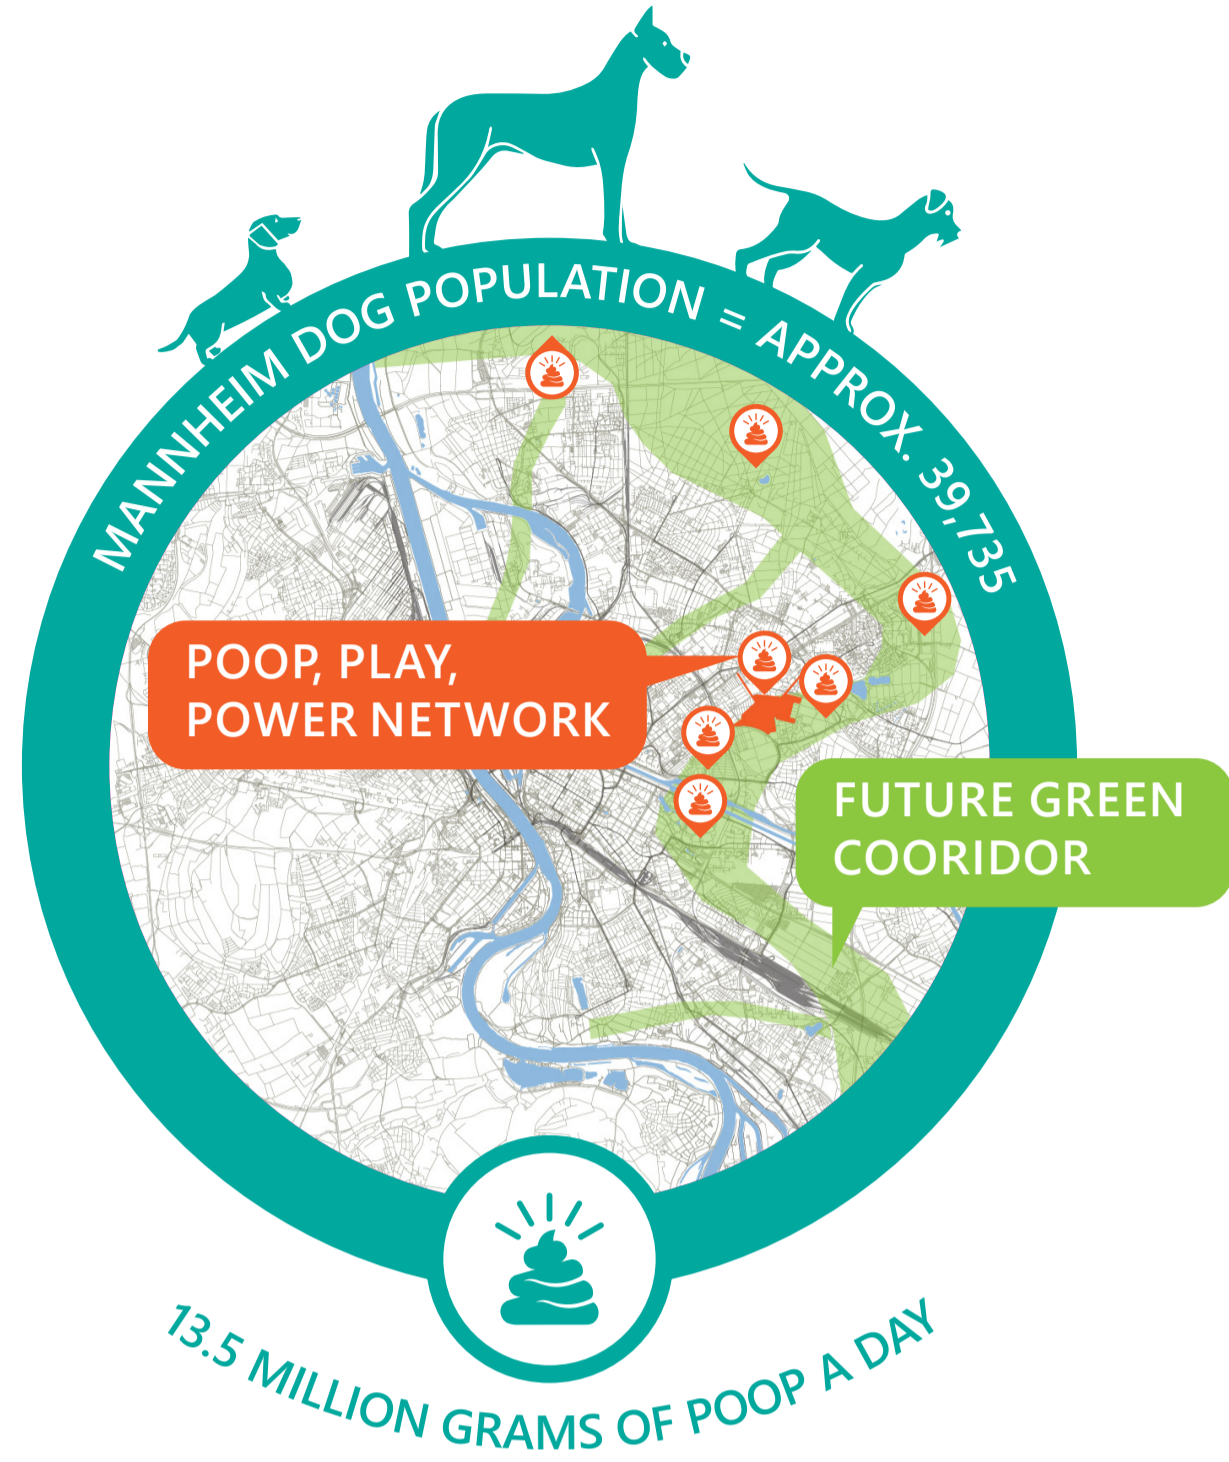 MANNHEIM DOG POPULATION = APPROX. 39,735
POOP, PLAY,
POWER NETWORK
FUTURE GREEN
COORIDOR
13.5 MILLION GRAMS OF POOP A DAY